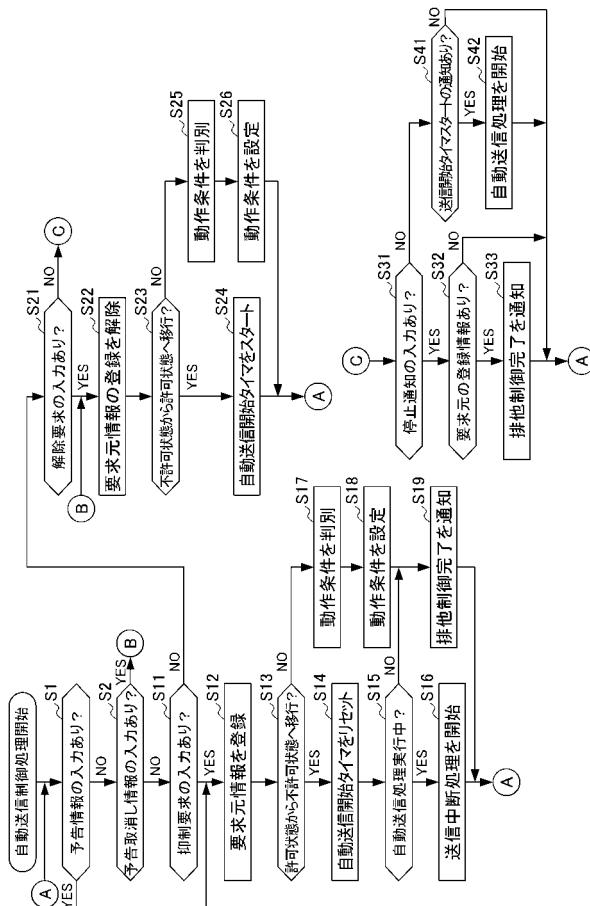 自動送信制御処理開始
A
S1
予告情報の入力あり?
YES
NO
S2
予告取消し情報の入力あり?
YES
B
NO
S11
抑制要求の入力あり?
NO
YES
S12
要求元情報を登録
S13
許可状態から不許可状態へ移行?
NO
YES
S14
自動送信開始タイマをリセット
S15
自動送信処理実行中?
NO
YES
S16
送信中断処理を開始
A
S17
動作条件を判別
S18
動作条件を設定
S19
排他制御完了を通知
S21
解除要求の入力あり?
NO
C
B
YES
S22
要求元情報の登録を解除
S23
不許可状態から許可状態へ移行?
NO
YES
S24
自動送信開始タイマをスタート
S25
動作条件を判別
S26
動作条件を設定
A
C
S31
停止通知の入力あり?
NO
YES
S32
要求元の登録情報あり?
NO
YES
S33
排他制御完了を通知
A
S41
送信開始タイマスタートの通知あり?
NO
YES
S42
自動送信処理を開始